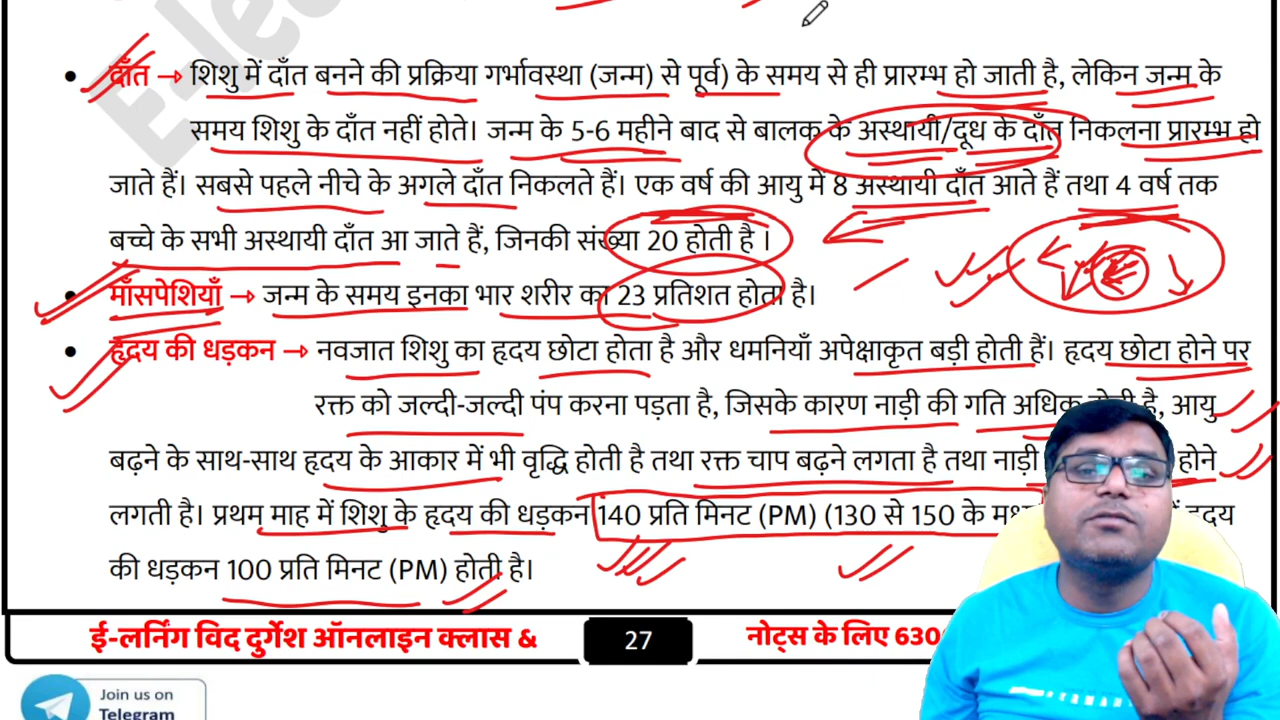 E-lea
• दाँत → शिशु में दाँत बनने की प्रक्रिया गर्भावस्था (जन्म) से पूर्व) के समय से ही प्रारम्भ हो जाती है, लेकिन जन्म के
समय शिशु के दाँत नहीं होते। जन्म के 5-6 महीने बाद से बालक के अस्थायी/दूध के दाँत निकलना प्रारम्भ हो
जाते हैं। सबसे पहले नीचे के अगले दाँत निकलते हैं। एक वर्ष की आयु में 8 अस्थायी दाँत आते हैं तथा 4 वर्ष तक
बच्चे के सभी अस्थायी दाँत आ जाते हैं, जिनकी संख्या 20 होती है ।
• माँसपेशियाँ → जन्म के समय इनका भार शरीर का 23 प्रतिशत होता है।
• हृदय की धड़कन → नवजात शिशु का हृदय छोटा होता है और धमनियाँ अपेक्षाकृत बड़ी होती हैं। हृदय छोटा होने पर
रक्त को जल्दी-जल्दी पंप करना पड़ता है, जिसके कारण नाड़ी की गति अधिक होती है, आयु
बढ़ने के साथ-साथ हृदय के आकार में भी वृद्धि होती है तथा रक्त चाप बढ़ने लगता है तथा नाड़ी होने
लगती है। प्रथम माह में शिशु के हृदय की धड़कन 140 प्रति मिनट (PM) (130 से 150 के हृदय
की धड़कन 100 प्रति मिनट (PM) होती है।
ई-लर्निंग विद दुर्गेश ऑनलाइन क्लास & 27 नोट्स के लिए 630
Join us on
Telegram